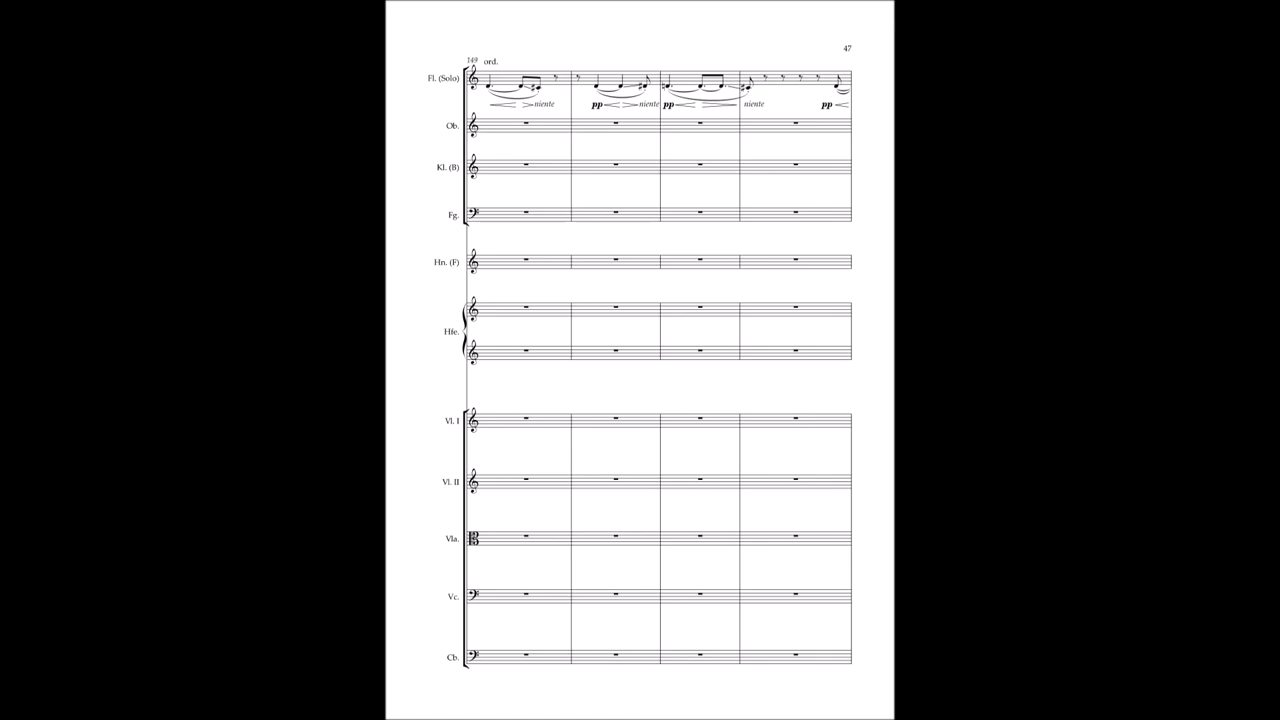 47
149 ord.
Fl. (Solo)
niente pp niente pp niente pp
Ob.
Kl. (B)
Fg.
Hn. (F)
Hfe.
Vl. I
Vl. II
Vla.
Vc.
Cb.